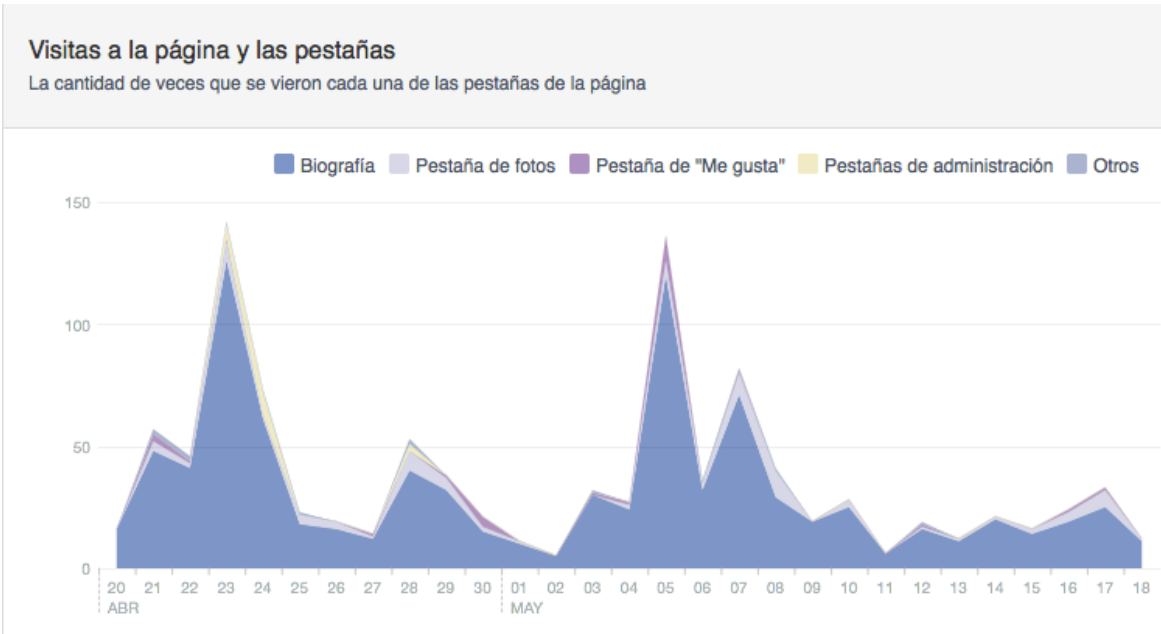 Visitas a la página y las pestañas
La cantidad de veces que se vieron cada una de las pestañas de la página
Biografía Pestaña de fotos Pestaña de "Me gusta" Pestañas de administración Otros
150
100
50
0
20 21 22 23 24 25 26 27 28 29 30 01 02 03 04 05 06 07 08 09 10 11 12 13 14 15 16 17 18
ABR MAY